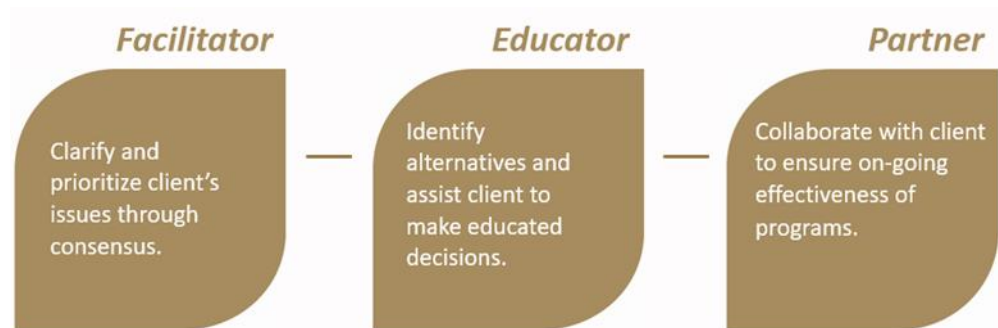 Facilitator
Clarify and
prioritize client's
issues through
consensus.
Educator
Identify
alternatives and
assist client to
make educated
decisions.
Partner
Collaborate with client
to ensure on-going
effectiveness of
programs.